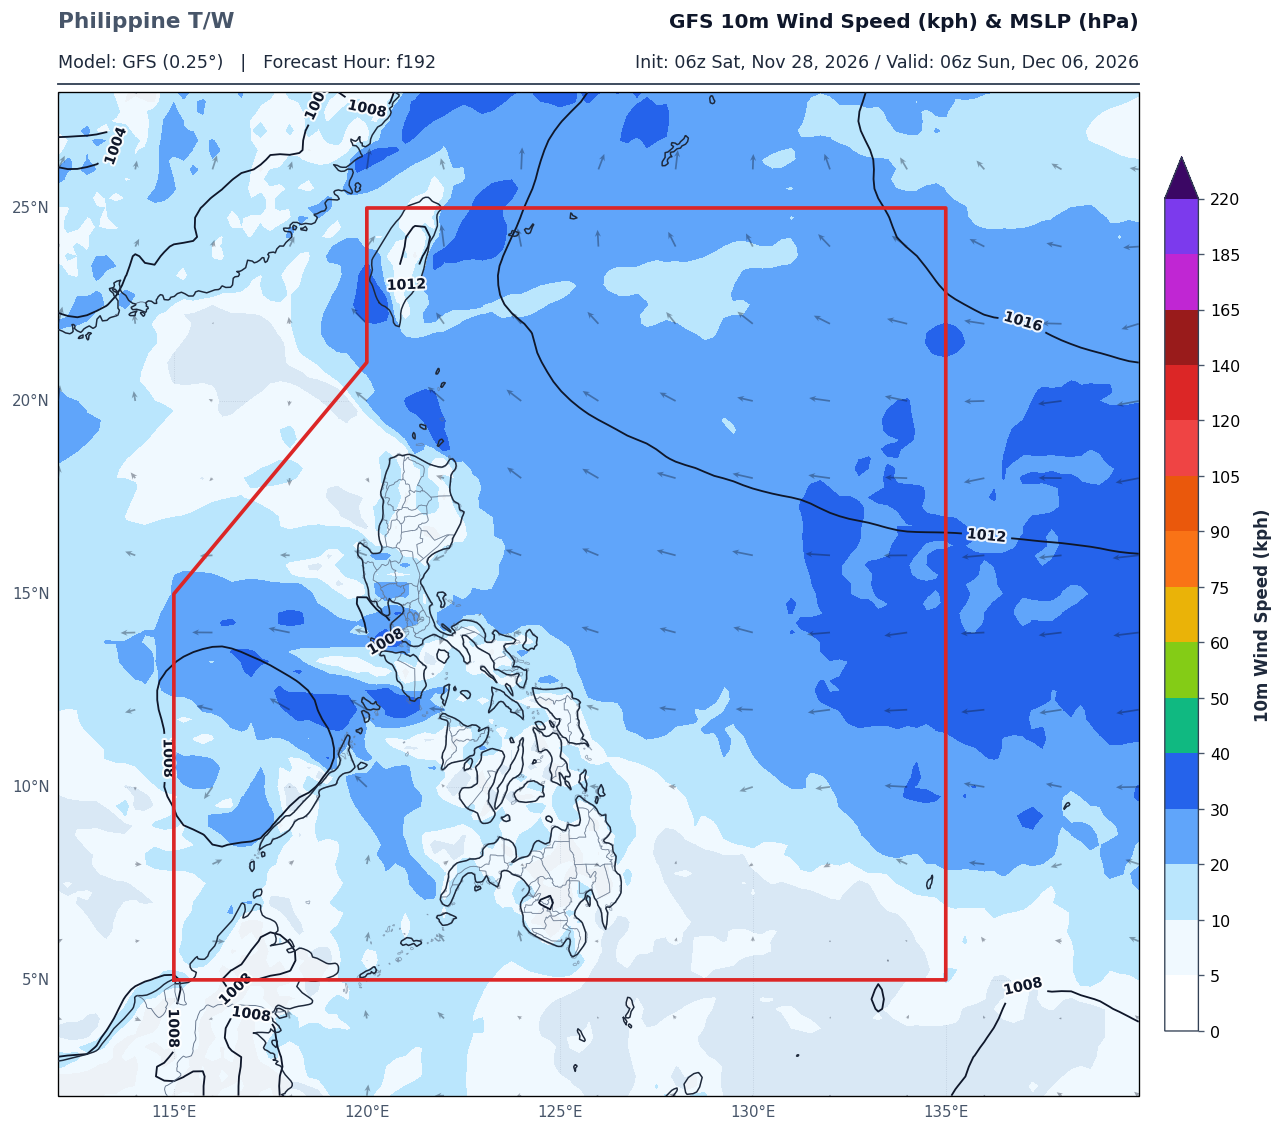 Philippine T/W
GFS 10m Wind Speed (kph) & MSLP (hPa)
Model: GFS (0.25°)   |   Forecast Hour: f192
Init: 06z Sat, Nov 28, 2026 / Valid: 06z Sun, Dec 06, 2026
1004
100
1008
1012
1016
1012
1008
1008
1008
1008
1008
1008
25°N
20°N
15°N
10°N
5°N
115°E
120°E
125°E
130°E
135°E
220
185
165
140
120
105
90
75
60
50
40
30
20
10
5
0
10m Wind Speed (kph)